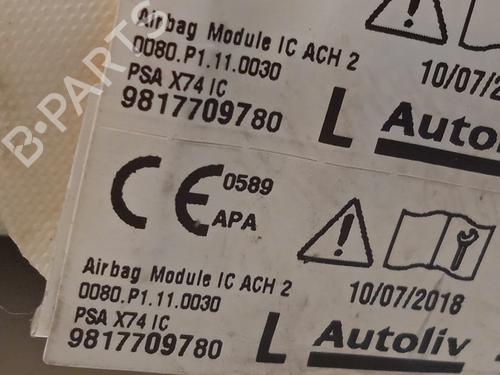 Airbag Module IC ACH 2
0080.P1.11.0030
PSA X74 IC
9817709780
10/07/
L Autoliv
CE 0589
APA
Airbag Module IC ACH 2
0080.P1.11.0030
PSA X74 IC
9817709780
10/07/2018
L Autoliv
B-PARTS